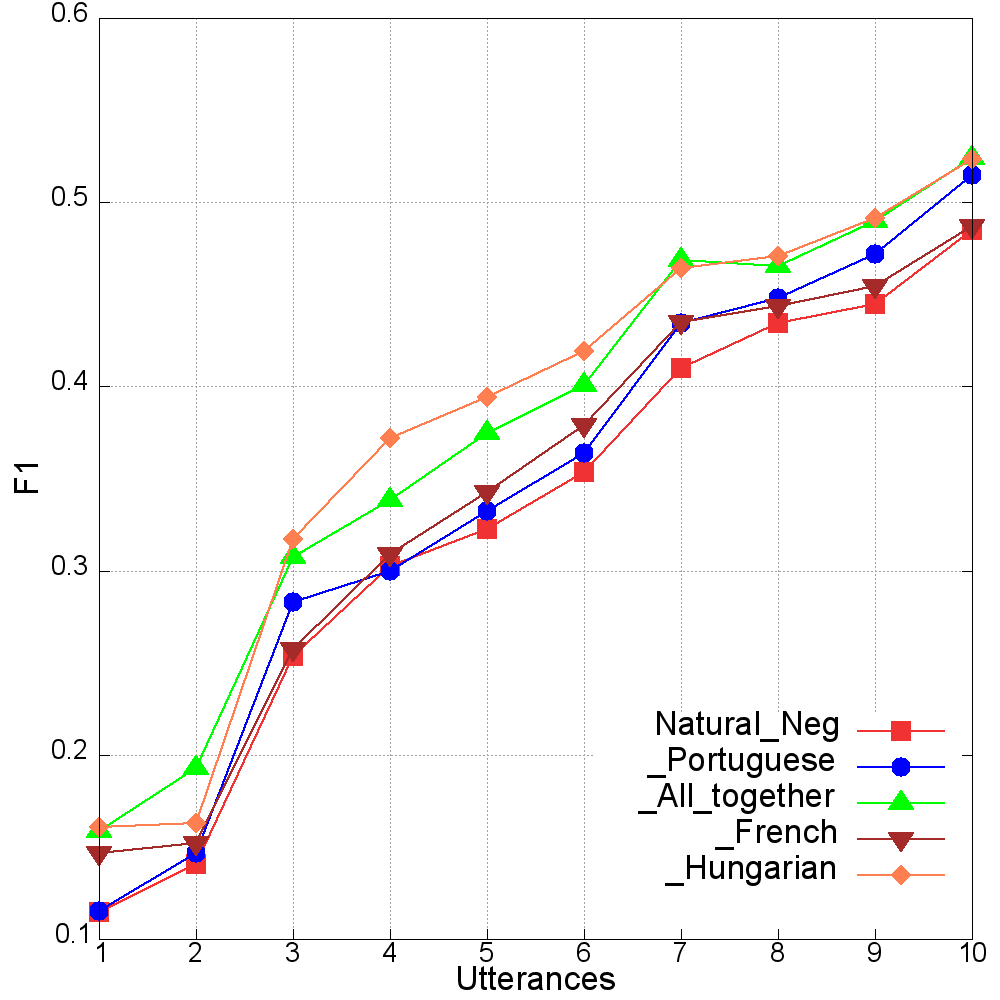 0.6
0.5
0.4
0.3
0.2
0.1
F1
1 2 3 4 5 6 7 8 9 10
Utterances
Natural_Neg
_Portuguese
_All_together
_French
_Hungarian